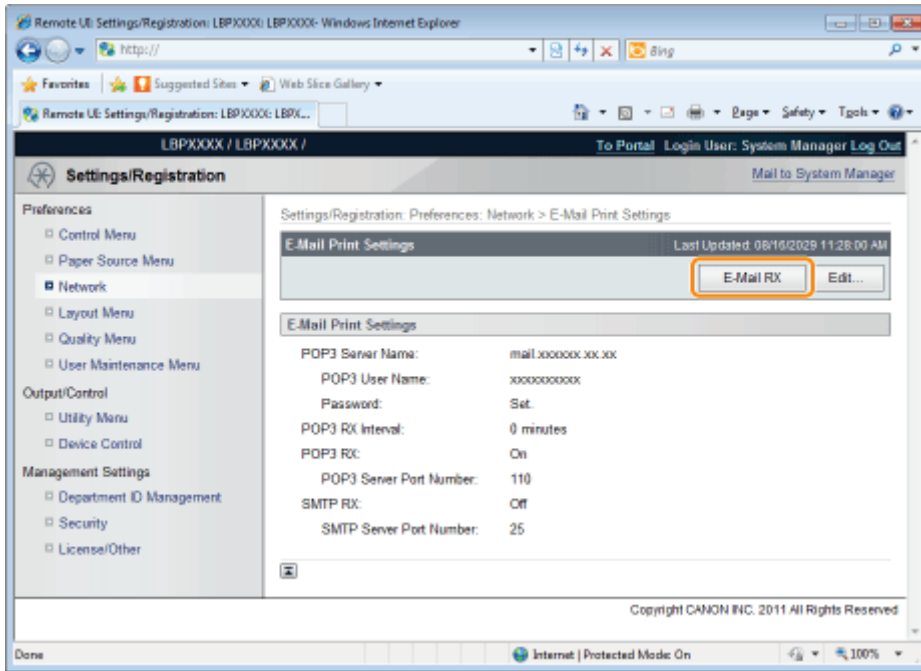 Remote UI: Settings/Registration: LBPXXXX: LBPXXXX- Windows Internet Explorer
http://
Bing
Favorites Suggested Sites Web Slice Gallery
Remote UI: Settings/Registration: LBPXXXX: LBPX... Page Safety Tools
LBPXXXX / LBPXXXX / To Portal Login User: System Manager Log Out
Settings/Registration Mail to System Manager
Preferences
Control Menu
Paper Source Menu
Network
Layout Menu
Quality Menu
User Maintenance Menu
Output/Control
Utility Menu
Device Control
Management Settings
Department ID Management
Security
License/Other
Settings/Registration: Preferences: Network > E-Mail Print Settings
E-Mail Print Settings Last Updated: 08/16/2029 11:28:00 AM
E-Mail RX Edit...
E-Mail Print Settings
POP3 Server Name: mail.xxxxxx.xx.xx
POP3 User Name: xxxxxxxxxxx
Password: Set.
POP3 RX Interval: 0 minutes
POP3 RX: On
POP3 Server Port Number: 110
SMTP RX: Off
SMTP Server Port Number: 25
Copyright CANON INC. 2011 All Rights Reserved
Done Internet | Protected Mode: On 100%